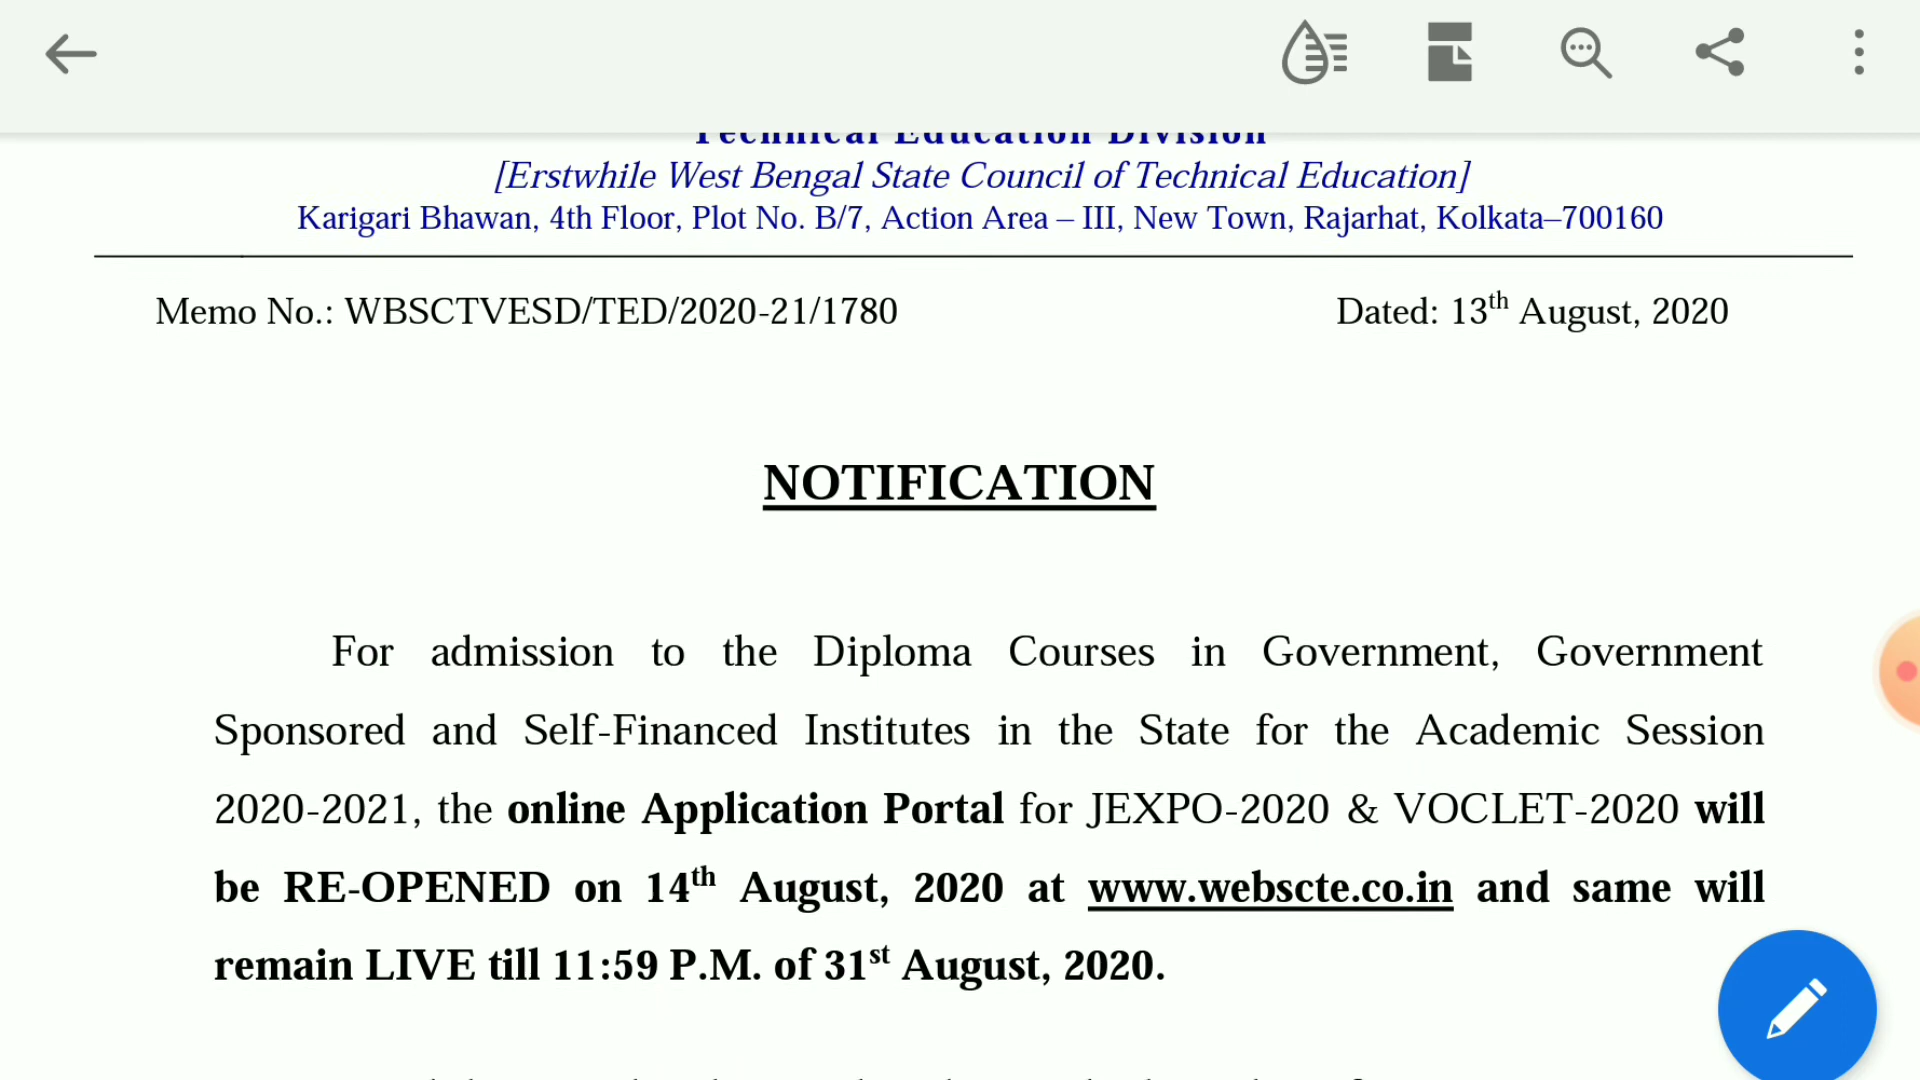 Technical Education Division
[Erstwhile West Bengal State Council of Technical Education]
Karigari Bhawan, 4th Floor, Plot No. B/7, Action Area – III, New Town, Rajarhat, Kolkata–700160
Memo No.: WBSCTVESD/TED/2020-21/1780 Dated: 13th August, 2020
NOTIFICATION
For admission to the Diploma Courses in Government, Government
Sponsored and Self-Financed Institutes in the State for the Academic Session
2020-2021, the online Application Portal for JEXPO-2020 & VOCLET-2020 will
be RE-OPENED on 14th August, 2020 at www.webscte.co.in and same will
remain LIVE till 11:59 P.M. of 31st August, 2020.